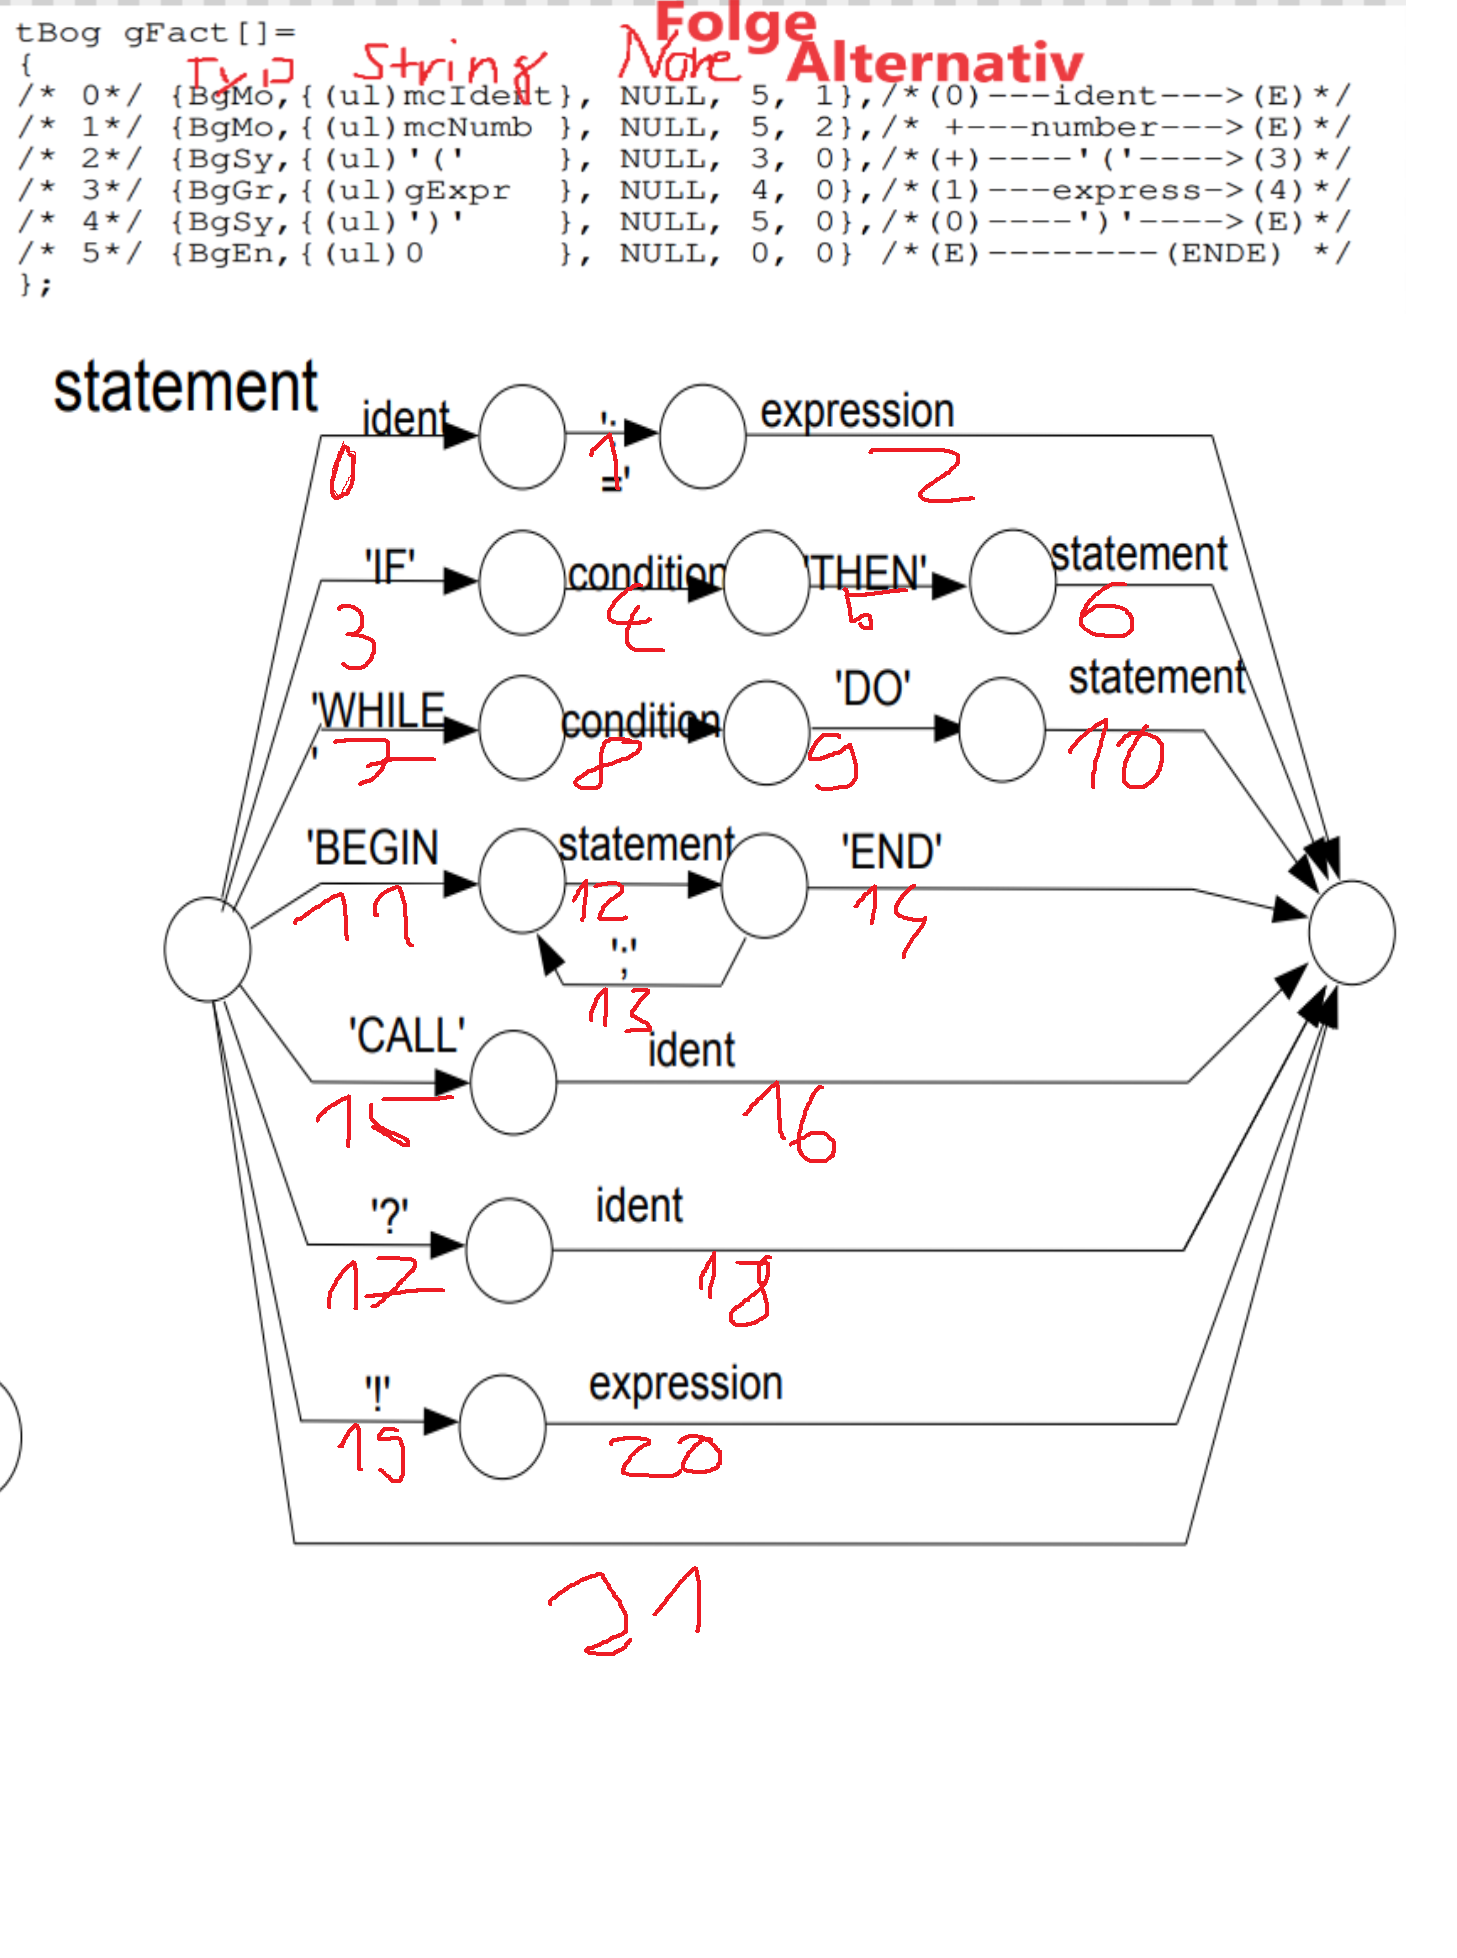 Folge
tBog gFact[]=
{ Typ String Alternativ
/* 0*/ {BgMo,{(ul)mcIdent}, NULL, 5, 1},/*(0)---ident--->(E)*/
/* 1*/ {BgMo,{(ul)mcNumb }, NULL, 5, 2},/* +---number--->(E)*/
/* 2*/ {BgSy,{(ul)'(' }, NULL, 3, 0},/*(+)----'('---->(3)*/
/* 3*/ {BgGr,{(ul)gExpr }, NULL, 4, 0},/*(1)---express->(4)*/
/* 4*/ {BgSy,{(ul)')' }, NULL, 5, 0},/*(0)----')'---->(E)*/
/* 5*/ {BgEn,{(ul)0 }, NULL, 0, 0} /*(E)--------(ENDE) */
};
statement
ident ': expression
0 1 2
='
'IF' condition 'THEN' statement
3 4 5 6
'WHILE condition 'DO' statement
' 7 8 9 10
'BEGIN statement 'END'
11 12 14
';'
13
'CALL' ident
15 16
'?' ident
17 18
'!' expression
19 20
21